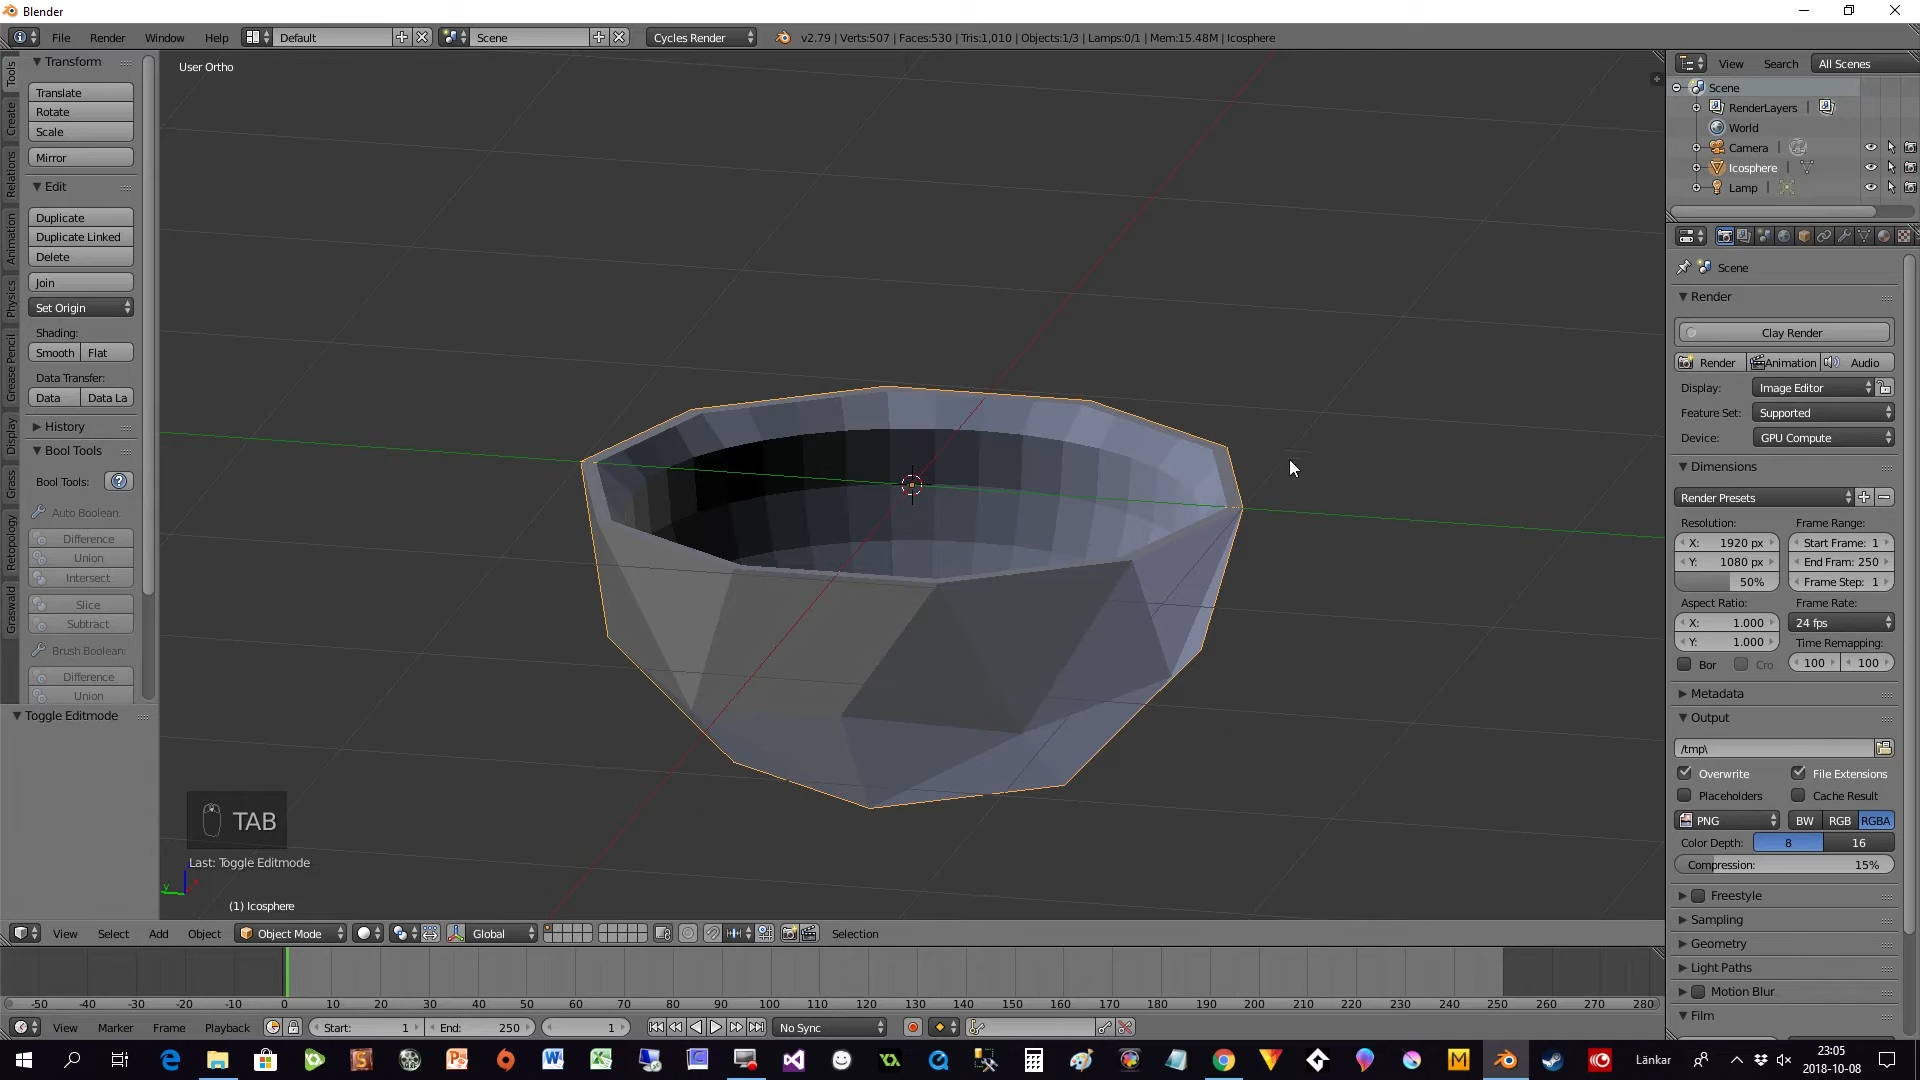 Blender
File Render Window Help Default Scene Cycles Render v2.79 | Verts:507 | Faces:530 | Tris:1,010 | Objects:1/3 | Lamps:0/1 | Mem:15.48M | Icosphere
Tools
Create
Relations
Animation
Physics
Grease Pencil
Display
Grass
Retopology
Graswald
Transform
Translate
Rotate
Scale
Mirror
Edit
Duplicate
Duplicate Linked
Delete
Join
Set Origin
Shading:
Smooth Flat
Data Transfer:
Data Data La
History
Bool Tools
Bool Tools: ?
Auto Boolean:
Difference
Union
Intersect
Slice
Subtract
Brush Boolean:
Difference
Union
Toggle Editmode
User Ortho
TAB
Last: Toggle Editmode
y
(1) Icosphere
View Select Add Object Object Mode Global Selection
-50 -40 -30 -20 -10 0 10 20 30 40 50 60 70 80 90 100 110 120 130 140 150 160 170 180 190 200 210 220 230 240 250 260 270 280
View Marker Frame Playback Start: 1 End: 250 1 No Sync
View Search All Scenes
Scene
RenderLayers
World
Camera
Icosphere
Lamp
Scene
Render
Clay Render
Render Animation Audio
Display: Image Editor
Feature Set: Supported
Device: GPU Compute
Dimensions
Render Presets
Resolution: Frame Range:
X: 1920 px Start Frame: 1
Y: 1080 px End Fram: 250
50% Frame Step: 1
Aspect Ratio: Frame Rate:
X: 1.000 24 fps
Y: 1.000 Time Remapping:
Bor Cro 100 100
Metadata
Output
/tmp\
Overwrite File Extensions
Placeholders Cache Result
PNG BW RGB RGBA
Color Depth: 8 16
Compression: 15%
Freestyle
Sampling
Geometry
Light Paths
Motion Blur
Film
Länkar
23:05
2018-10-08